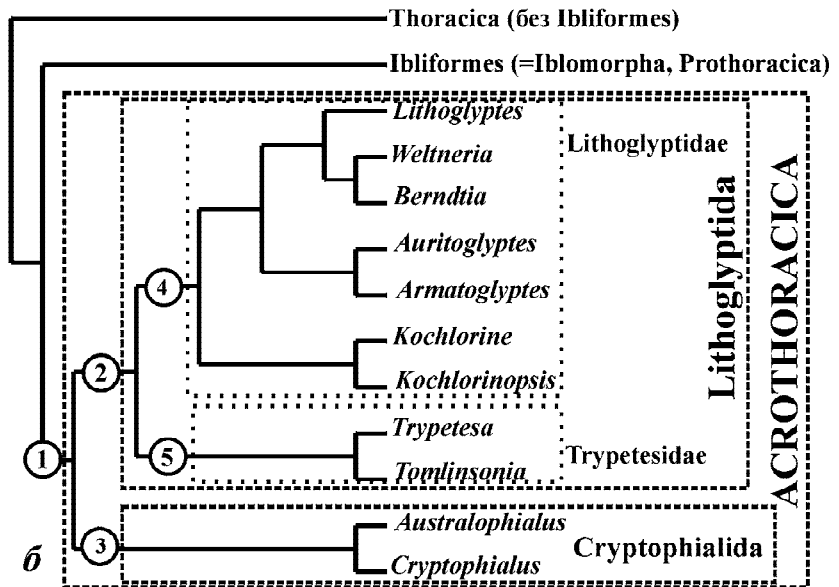 Thoracica (без Ibliformes)
Ibliformes (=Iblomorpha, Prothoracica)
Lithoglyptes
Lithoglyptidae
Weltneria
Berndtia
Auritoglyptes
4
Armatoglyptes
Kochlorine
2
Kochlorinopsis
Lithoglyptida
ACROTHORACICA
Trypetesa
1
5
Trypetesidae
Tomlinsonia
Australophialus
3
Cryptophialida
б
Cryptophialus